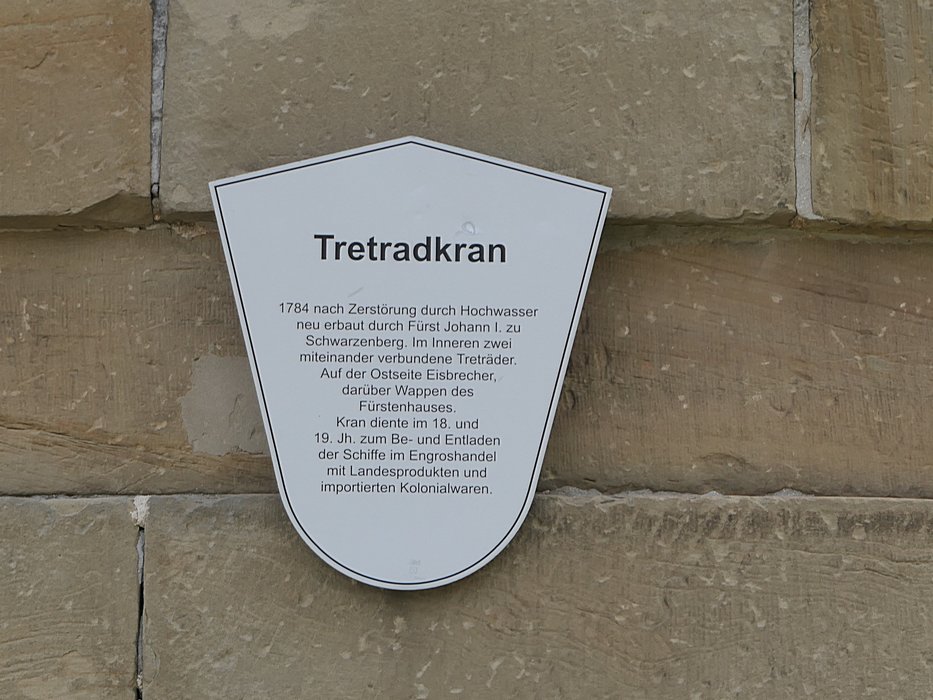 Tretradkran
1784 nach Zerstörung durch Hochwasser
neu erbaut durch Fürst Johann I. zu
Schwarzenberg. Im Inneren zwei
miteinander verbundene Treträder.
Auf der Ostseite Eisbrecher,
darüber Wappen des
Fürstenhauses.
Kran diente im 18. und
19. Jh. zum Be- und Entladen
der Schiffe im Engroshandel
mit Landesprodukten und
importierten Kolonialwaren.